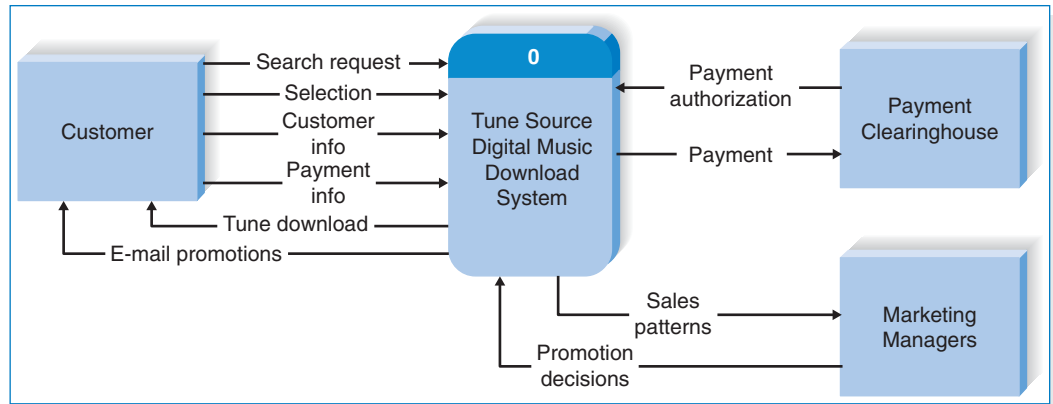 Customer
Search request
Selection
Customer
info
Payment
info
Tune download
E-mail promotions
0
Tune Source
Digital Music
Download
System
Payment
authorization
Payment
Payment
Clearinghouse
Sales
patterns
Promotion
decisions
Marketing
Managers